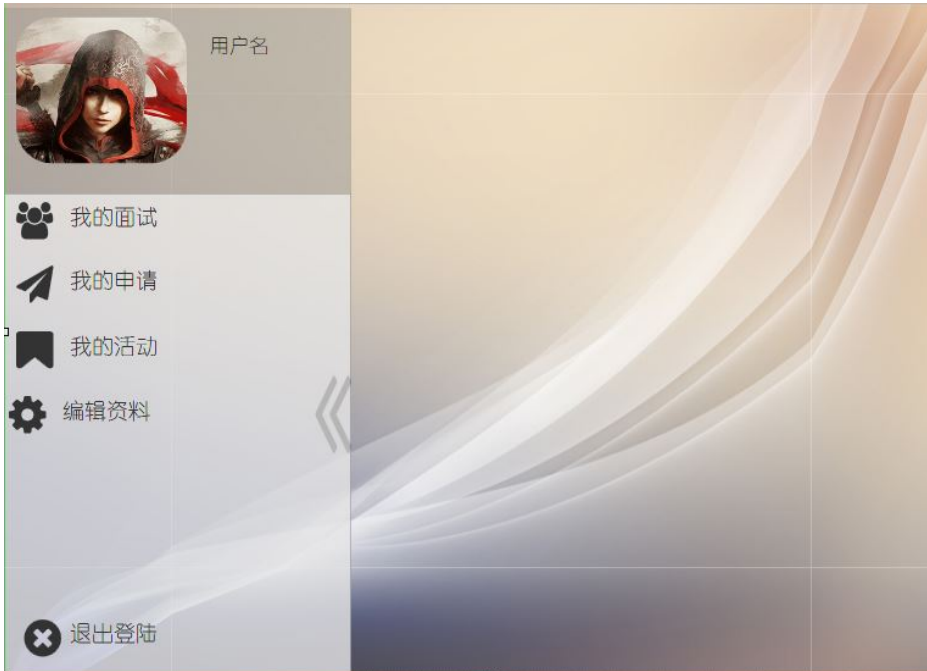 用户名
我的面试
我的申请
我的活动
编辑资料
退出登陆